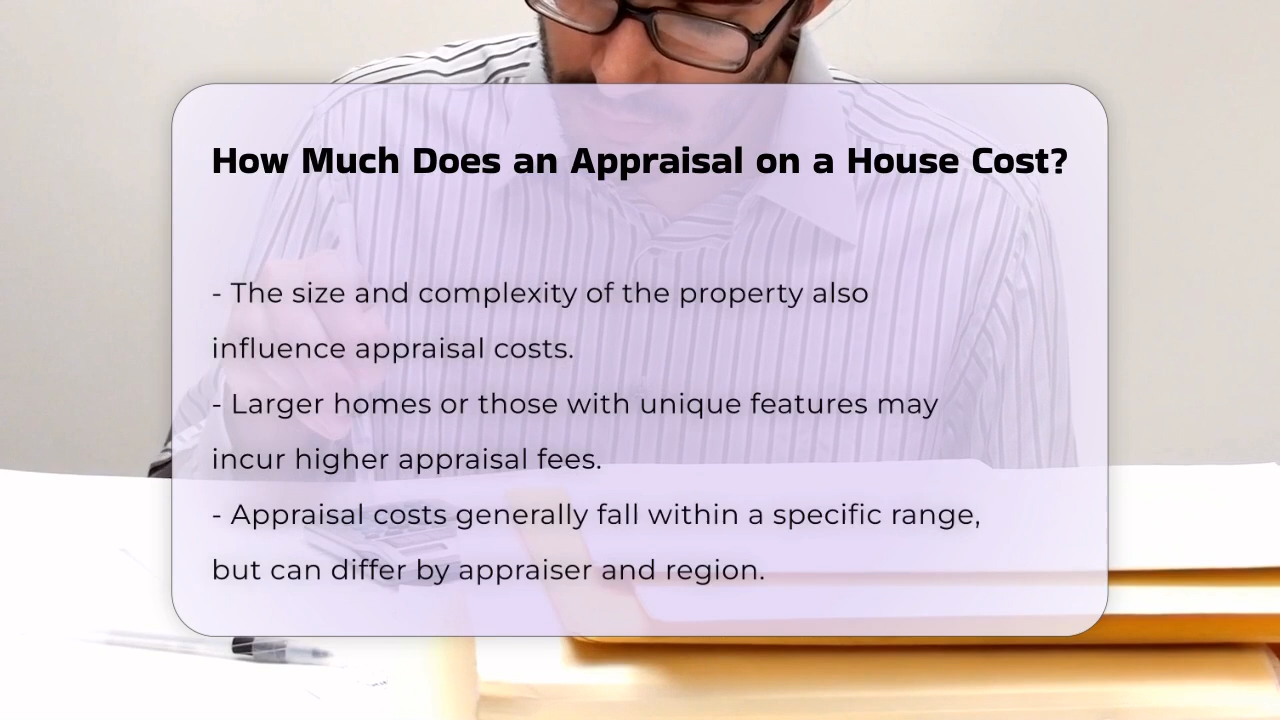 How Much Does an Appraisal on a House Cost?
- The size and complexity of the property also
influence appraisal costs.
- Larger homes or those with unique features may
incur higher appraisal fees.
- Appraisal costs generally fall within a specific range,
but can differ by appraiser and region.